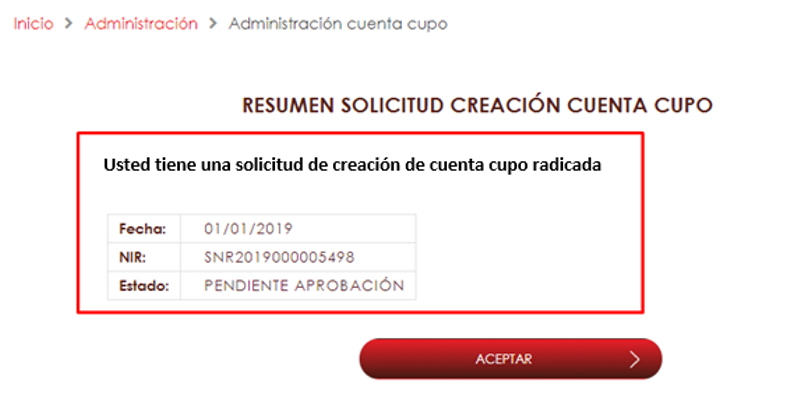 Inicio > Administración > Administración cuenta cupo
RESUMEN SOLICITUD CREACIÓN CUENTA CUPO
Usted tiene una solicitud de creación de cuenta cupo radicada
Fecha: 01/01/2019
NIR: SNR2019000005498
Estado: PENDIENTE APROBACIÓN
ACEPTAR